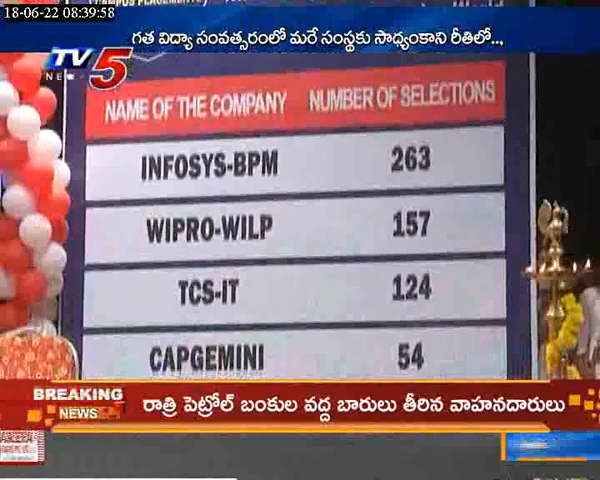 18-06-22 08:39:58
గత విద్యా సంవత్సరంలో మరే సంస్థకు సాధ్యంకాని రీతిలో...
TV5
NEWS
NAME OF THE COMPANY NUMBER OF SELECTIONS
INFOSYS-BPM 263
WIPRO-WILP 157
TCS-iT 124
CAPGEMINI 54
BREAKING
NEWS
రాత్రి పెట్రోల్ బంకుల వద్ద బారులు తీరిన వాహనదారులు